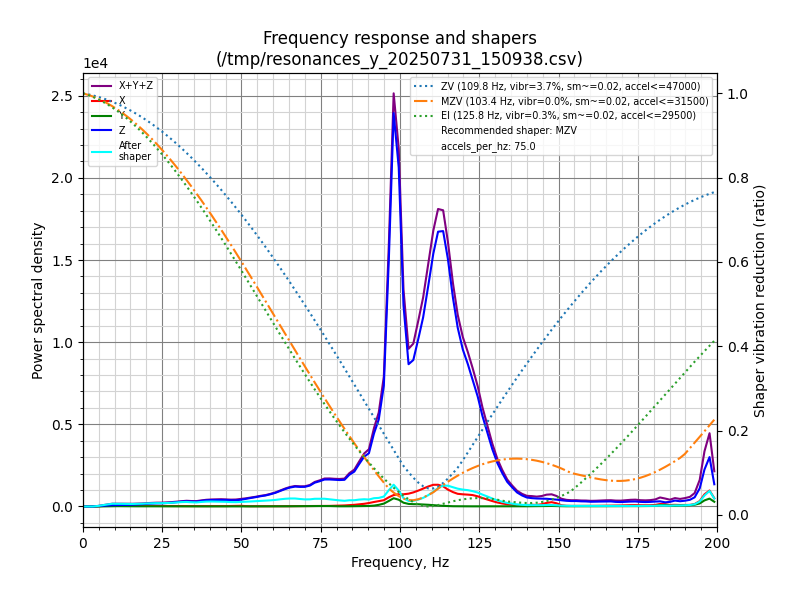 Frequency response and shapers
(/tmp/resonances_y_20250731_150938.csv)
1e4
X+Y+Z
X
Y
Z
After
shaper
ZV (109.8 Hz, vibr=3.7%, sm~=0.02, accel<=47000)
MZV (103.4 Hz, vibr=0.0%, sm~=0.02, accel<=31500)
EI (125.8 Hz, vibr=0.3%, sm~=0.02, accel<=29500)
Recommended shaper: MZV
accels_per_hz: 75.0
Power spectral density
2.5
2.0
1.5
1.0
0.5
0.0
1.0
0.8
0.6
0.4
0.2
0.0
Shaper vibration reduction (ratio)
0 25 50 75 100 125 150 175 200
Frequency, Hz